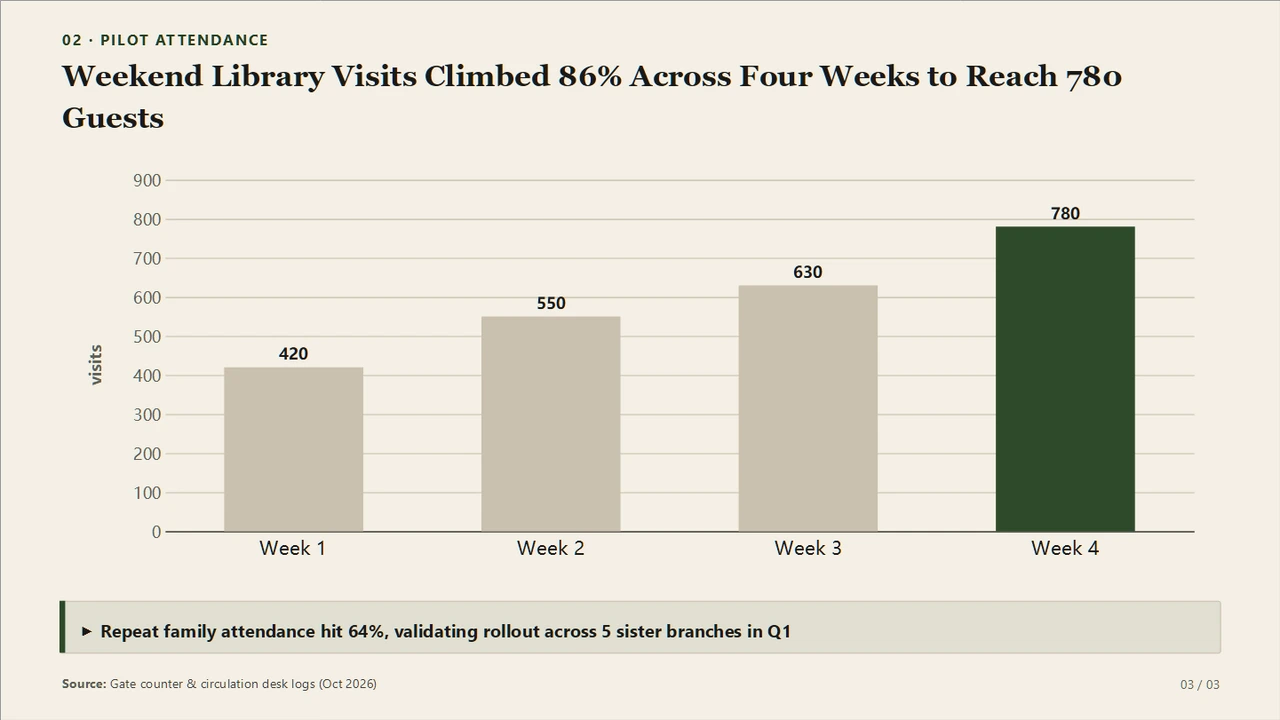 02 · PILOT ATTENDANCE
Weekend Library Visits Climbed 86% Across Four Weeks to Reach 780
Guests
900
800
700
600
500
400
300
200
100
0
visits
420
550
630
780
Week 1
Week 2
Week 3
Week 4
► Repeat family attendance hit 64%, validating rollout across 5 sister branches in Q1
Source: Gate counter & circulation desk logs (Oct 2026)
03 / 03